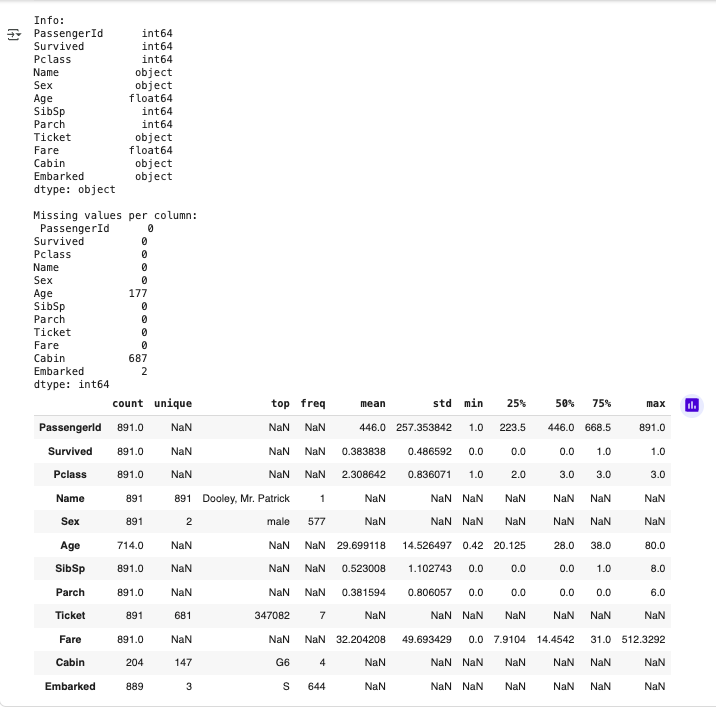 Info:
PassengerId int64
Survived int64
Pclass int64
Name object
Sex object
Age float64
SibSp int64
Parch int64
Ticket object
Fare float64
Cabin object
Embarked object
dtype: object
Missing values per column:
PassengerId 0
Survived 0
Pclass 0
Name 0
Sex 0
Age 177
SibSp 0
Parch 0
Ticket 0
Fare 0
Cabin 687
Embarked 2
dtype: int64
count unique top freq mean std min 25% 50% 75% max
PassengerId 891.0 NaN NaN NaN 446.0 257.353842 1.0 223.5 446.0 668.5 891.0
Survived 891.0 NaN NaN NaN 0.383838 0.486592 0.0 0.0 0.0 1.0 1.0
Pclass 891.0 NaN NaN NaN 2.308642 0.836071 1.0 2.0 3.0 3.0 3.0
Name 891 891 Dooley, Mr. Patrick 1 NaN NaN NaN NaN NaN NaN NaN
Sex 891 2 male 577 NaN NaN NaN NaN NaN NaN NaN
Age 714.0 NaN NaN NaN 29.699118 14.526497 0.42 20.125 28.0 38.0 80.0
SibSp 891.0 NaN NaN NaN 0.523008 1.102743 0.0 0.0 0.0 1.0 8.0
Parch 891.0 NaN NaN NaN 0.381594 0.806057 0.0 0.0 0.0 0.0 6.0
Ticket 891 681 347082 7 NaN NaN NaN NaN NaN NaN NaN
Fare 891.0 NaN NaN NaN 32.204208 49.693429 0.0 7.9104 14.4542 31.0 512.3292
Cabin 204 147 G6 4 NaN NaN NaN NaN NaN NaN NaN
Embarked 889 3 S 644 NaN NaN NaN NaN NaN NaN NaN